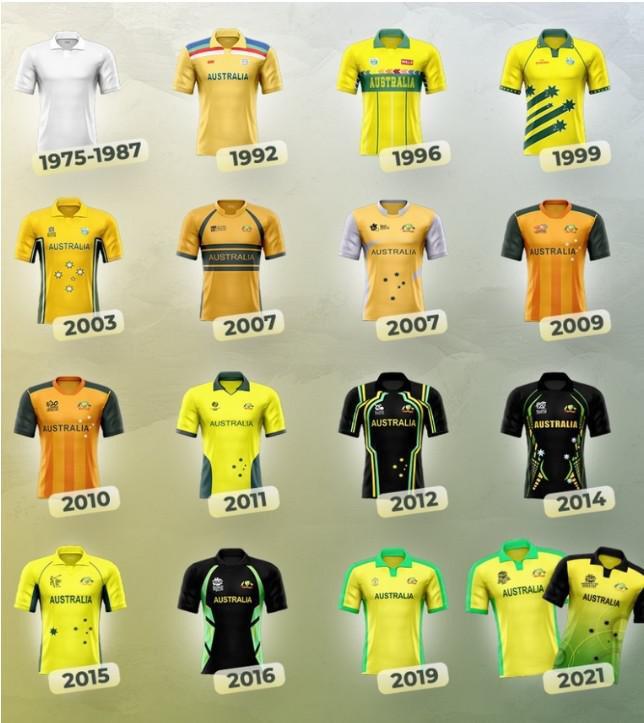 1975-1987
AUSTRALIA
1992
AUSTRALIA
1996
1999
AUSTRALIA
2003
AUSTRALIA
2007
AUSTRALIA
2007
AUSTRALIA
2009
AUSTRALIA
2010
AUSTRALIA
2011
AUSTRALIA
2012
AUSTRALIA
2014
AUSTRALIA
2015
AUSTRALIA
2016
AUSTRALIA
2019
AUSTRALIA
AUSTRALIA
2021